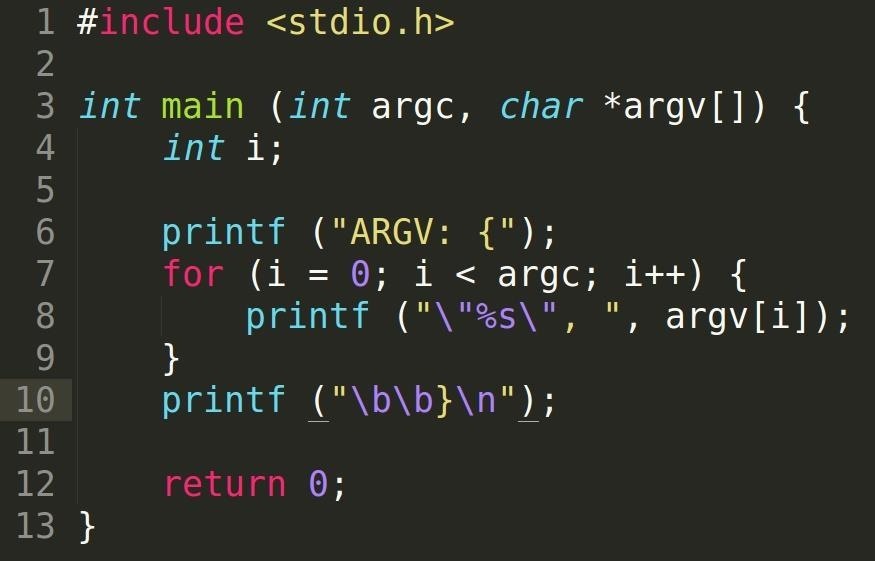 1 #include <stdio.h>
2
3 int main (int argc, char *argv[]) {
4     int i;
5
6     printf ("ARGV: {");
7     for (i = 0; i < argc; i++) {
8         printf ("\"%s\", ", argv[i]);
9     }
10     printf ("\b\b}\n");
11
12     return 0;
13 }